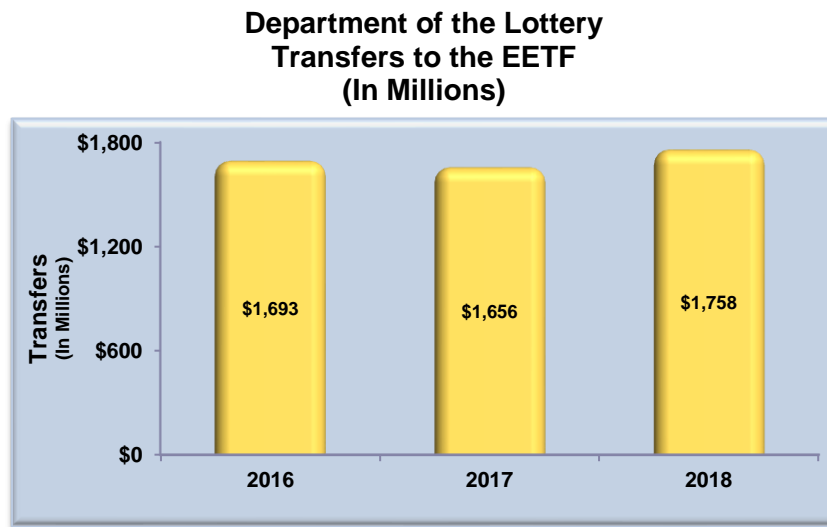 Department of the Lottery
Transfers to the EETF
(In Millions)
$1,800
$1,200
$600
$0
Transfers
(In Millions)
$1,693
$1,656
$1,758
2016
2017
2018